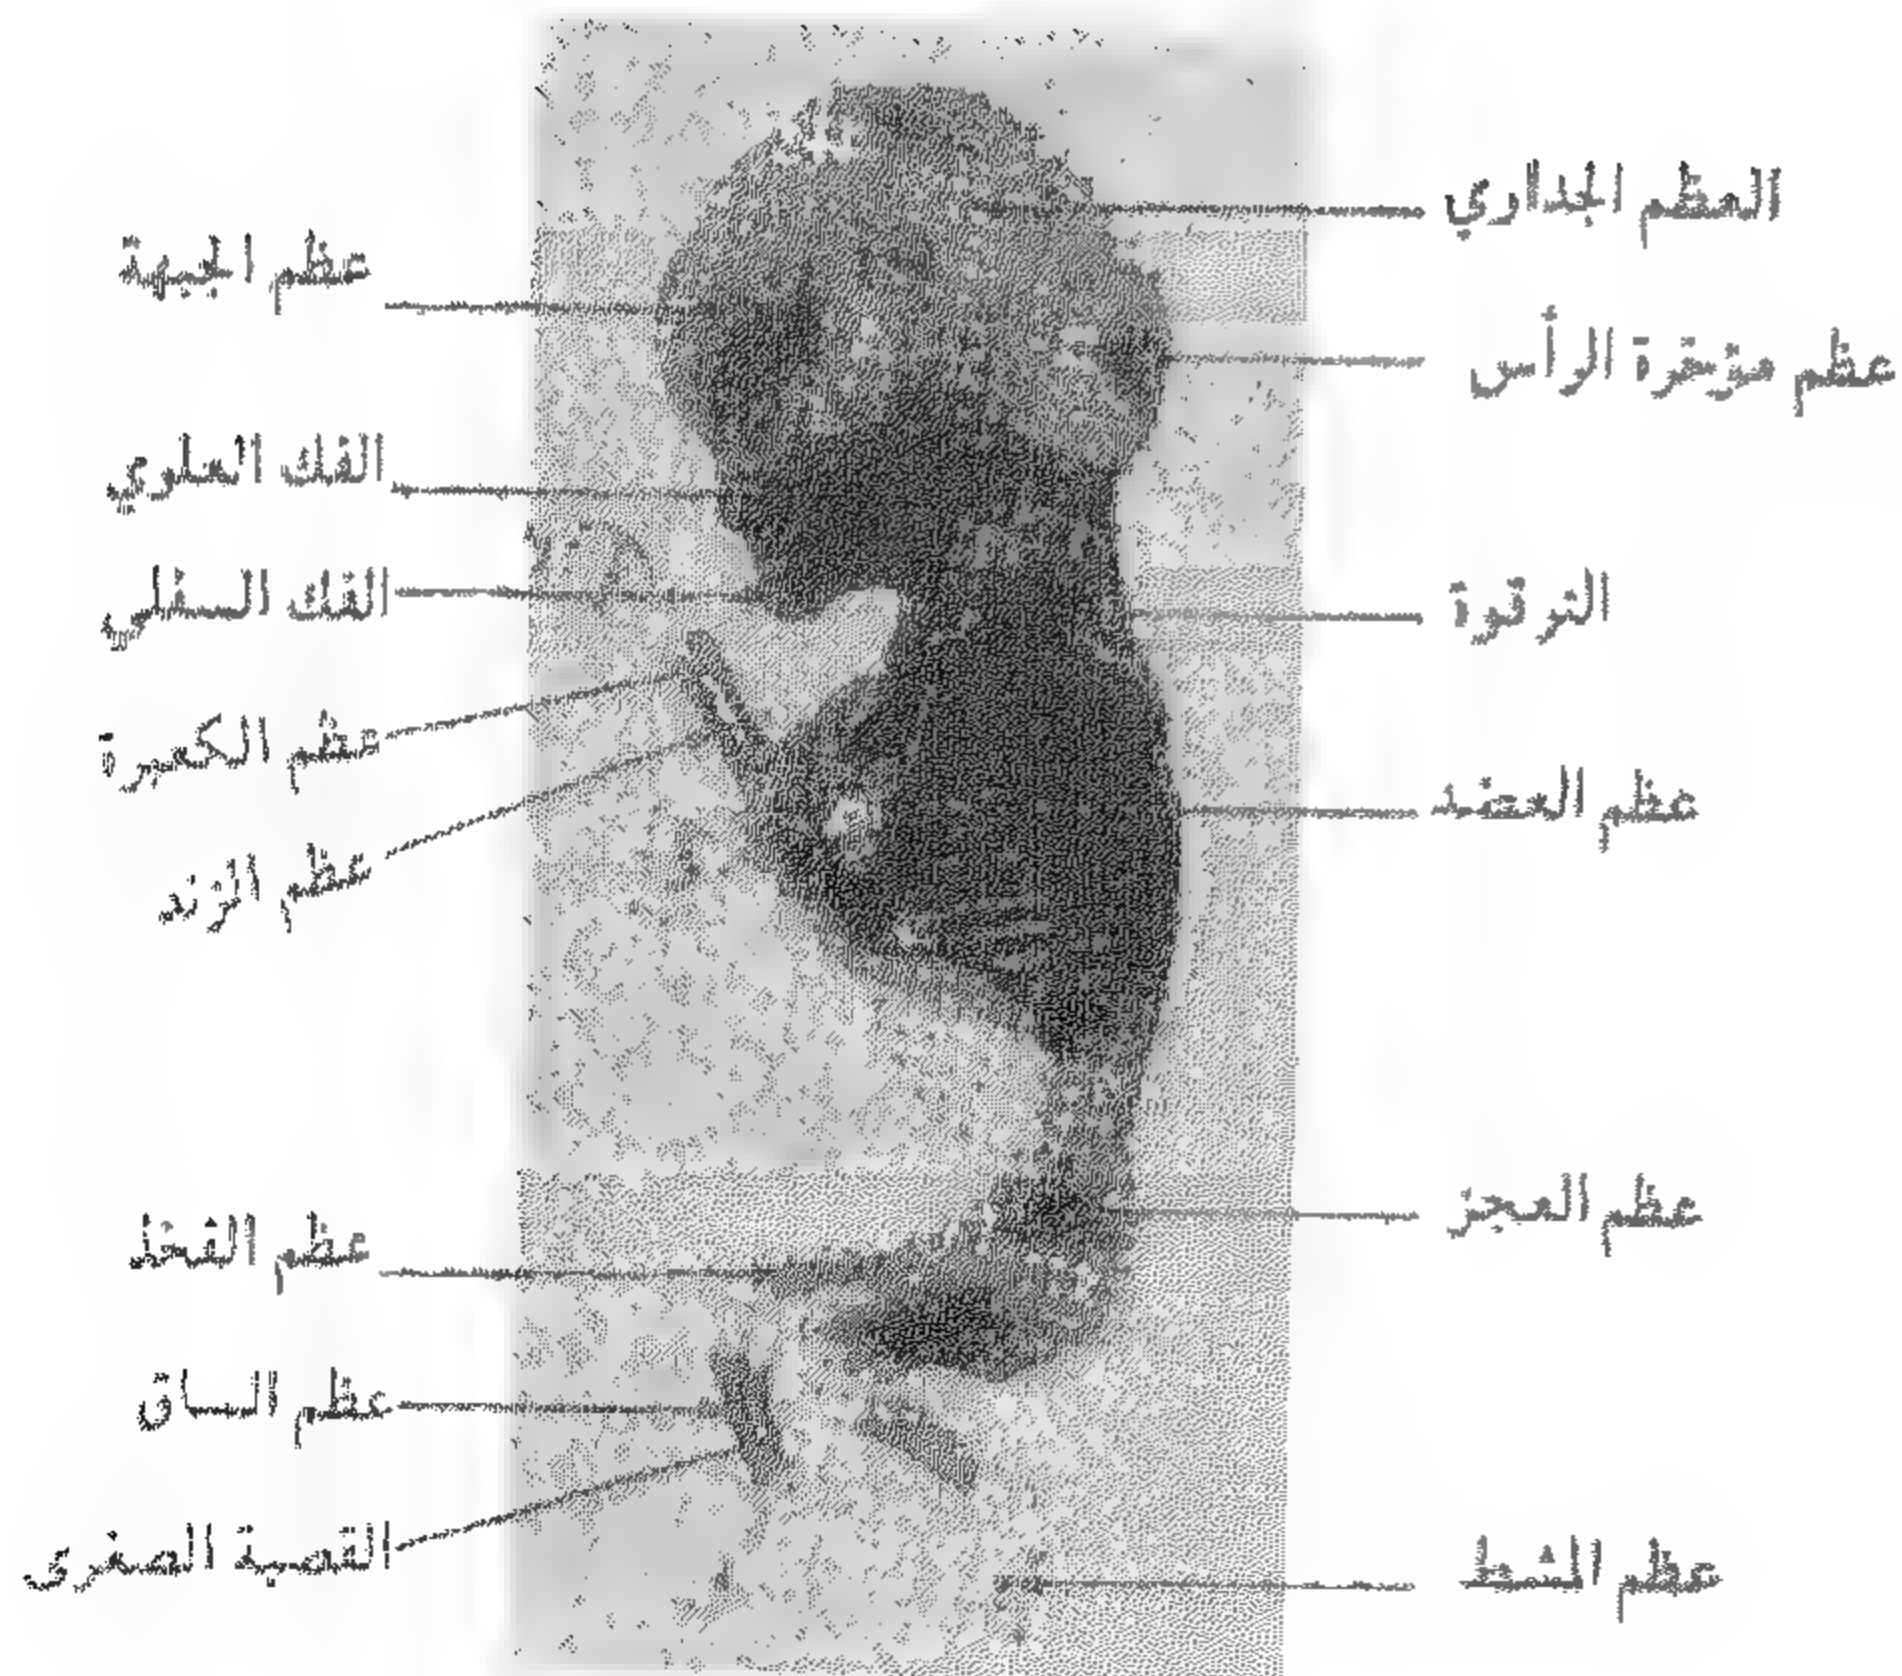 العظم الجداري
عظم الجبهة
عظم مؤخرة الرأس
الفك العلوي
الفك السفلي
الترقوة
عظم الكعبرة
عظم العضد
عظم الزند
عظم العجز
عظم الفخذ
عظم الساق
القصبة الصغرى
عظم المشط